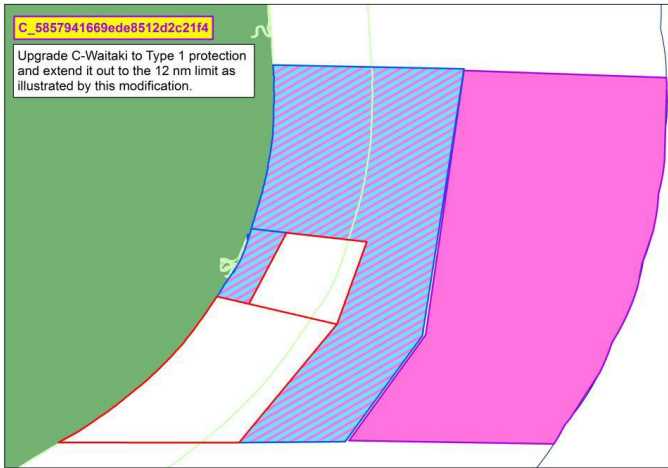 C_5857941669ede8512d2c21f4
Upgrade C-Waitaki to Type 1 protection
and extend it out to the 12 nm limit as
illustrated by this modification.